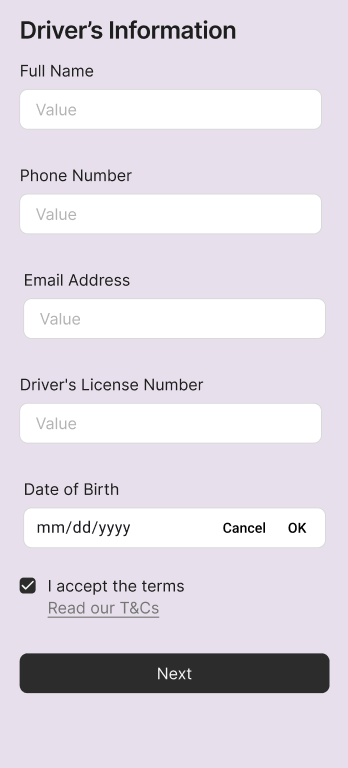 Driver’s Information
Full Name
Value
Phone Number
Value
Email Address
Value
Driver's License Number
Value
Date of Birth
mm/dd/yyyy Cancel OK
I accept the terms
Read our T&Cs
Next